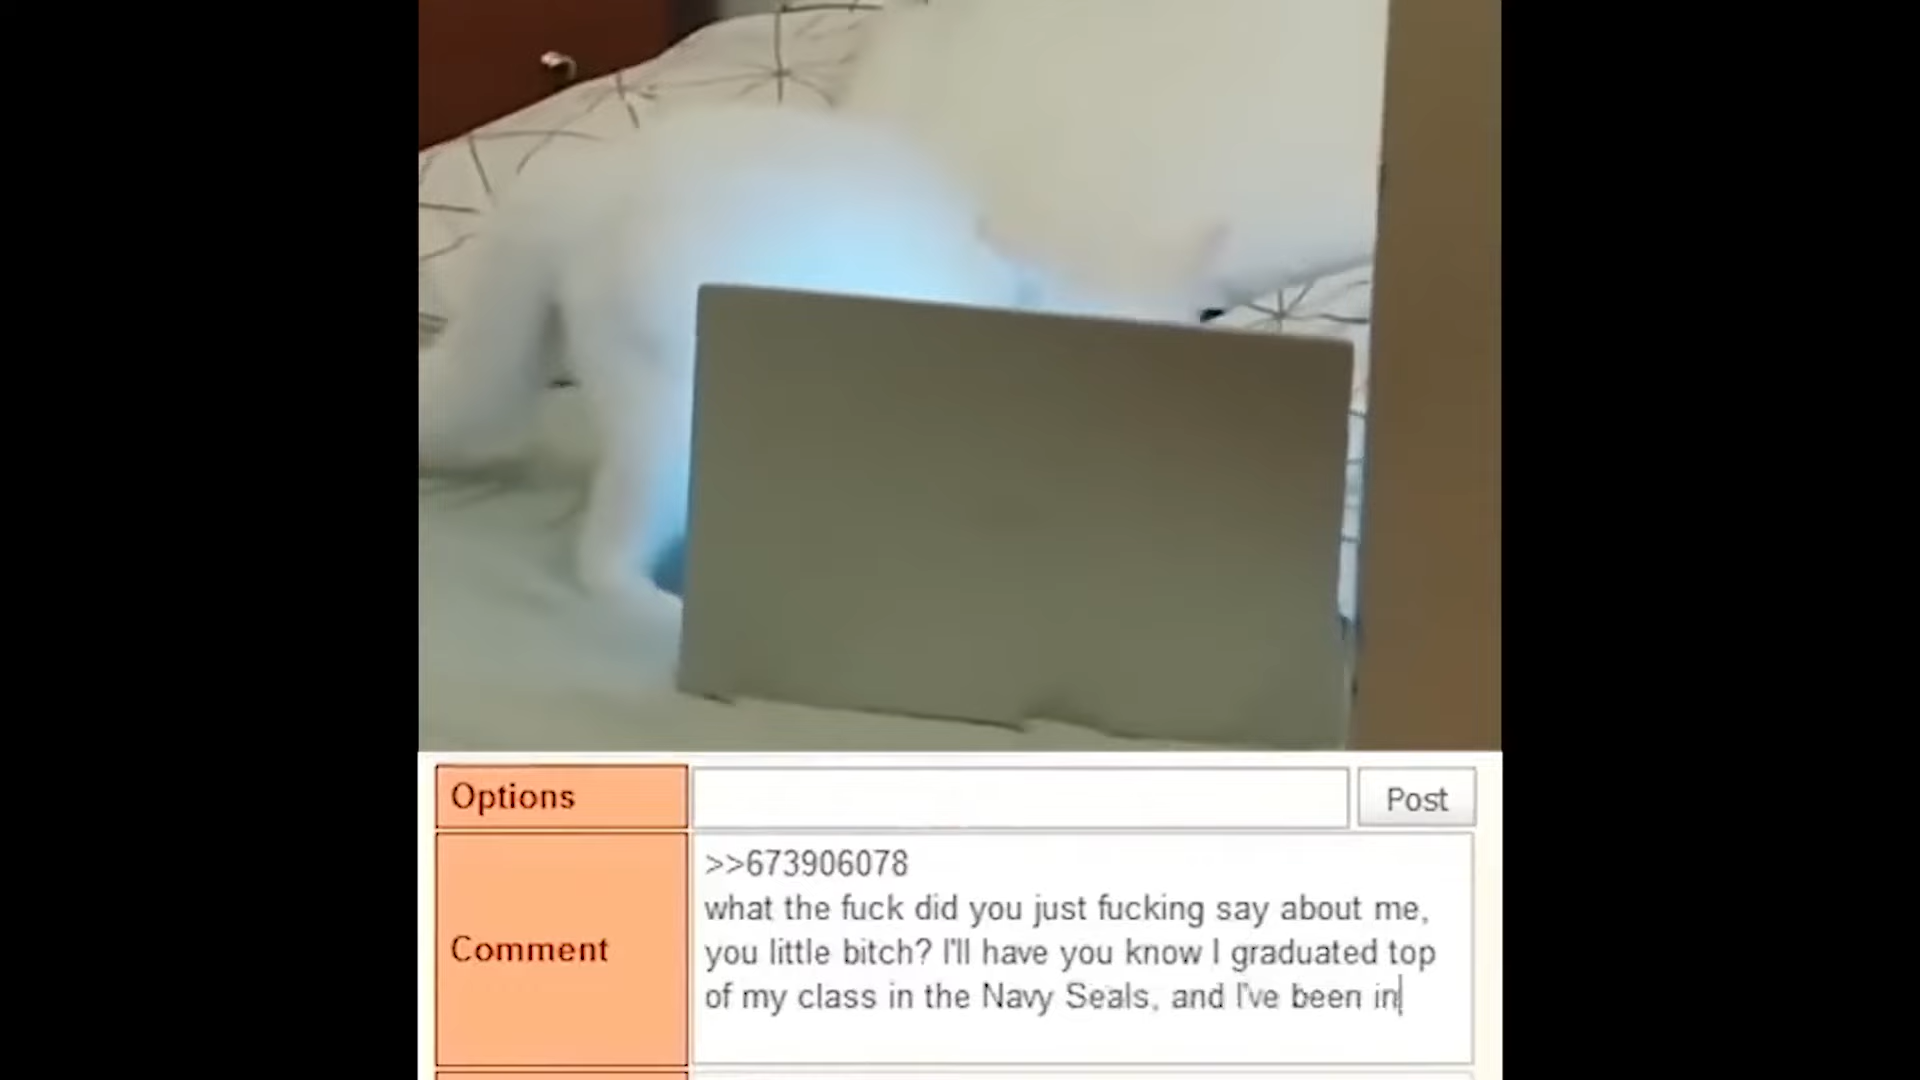 Options
Post
Comment
>>673906078
what the fuck did you just fucking say about me,
you little bitch? I'll have you know I graduated top
of my class in the Navy Seals, and I've been in